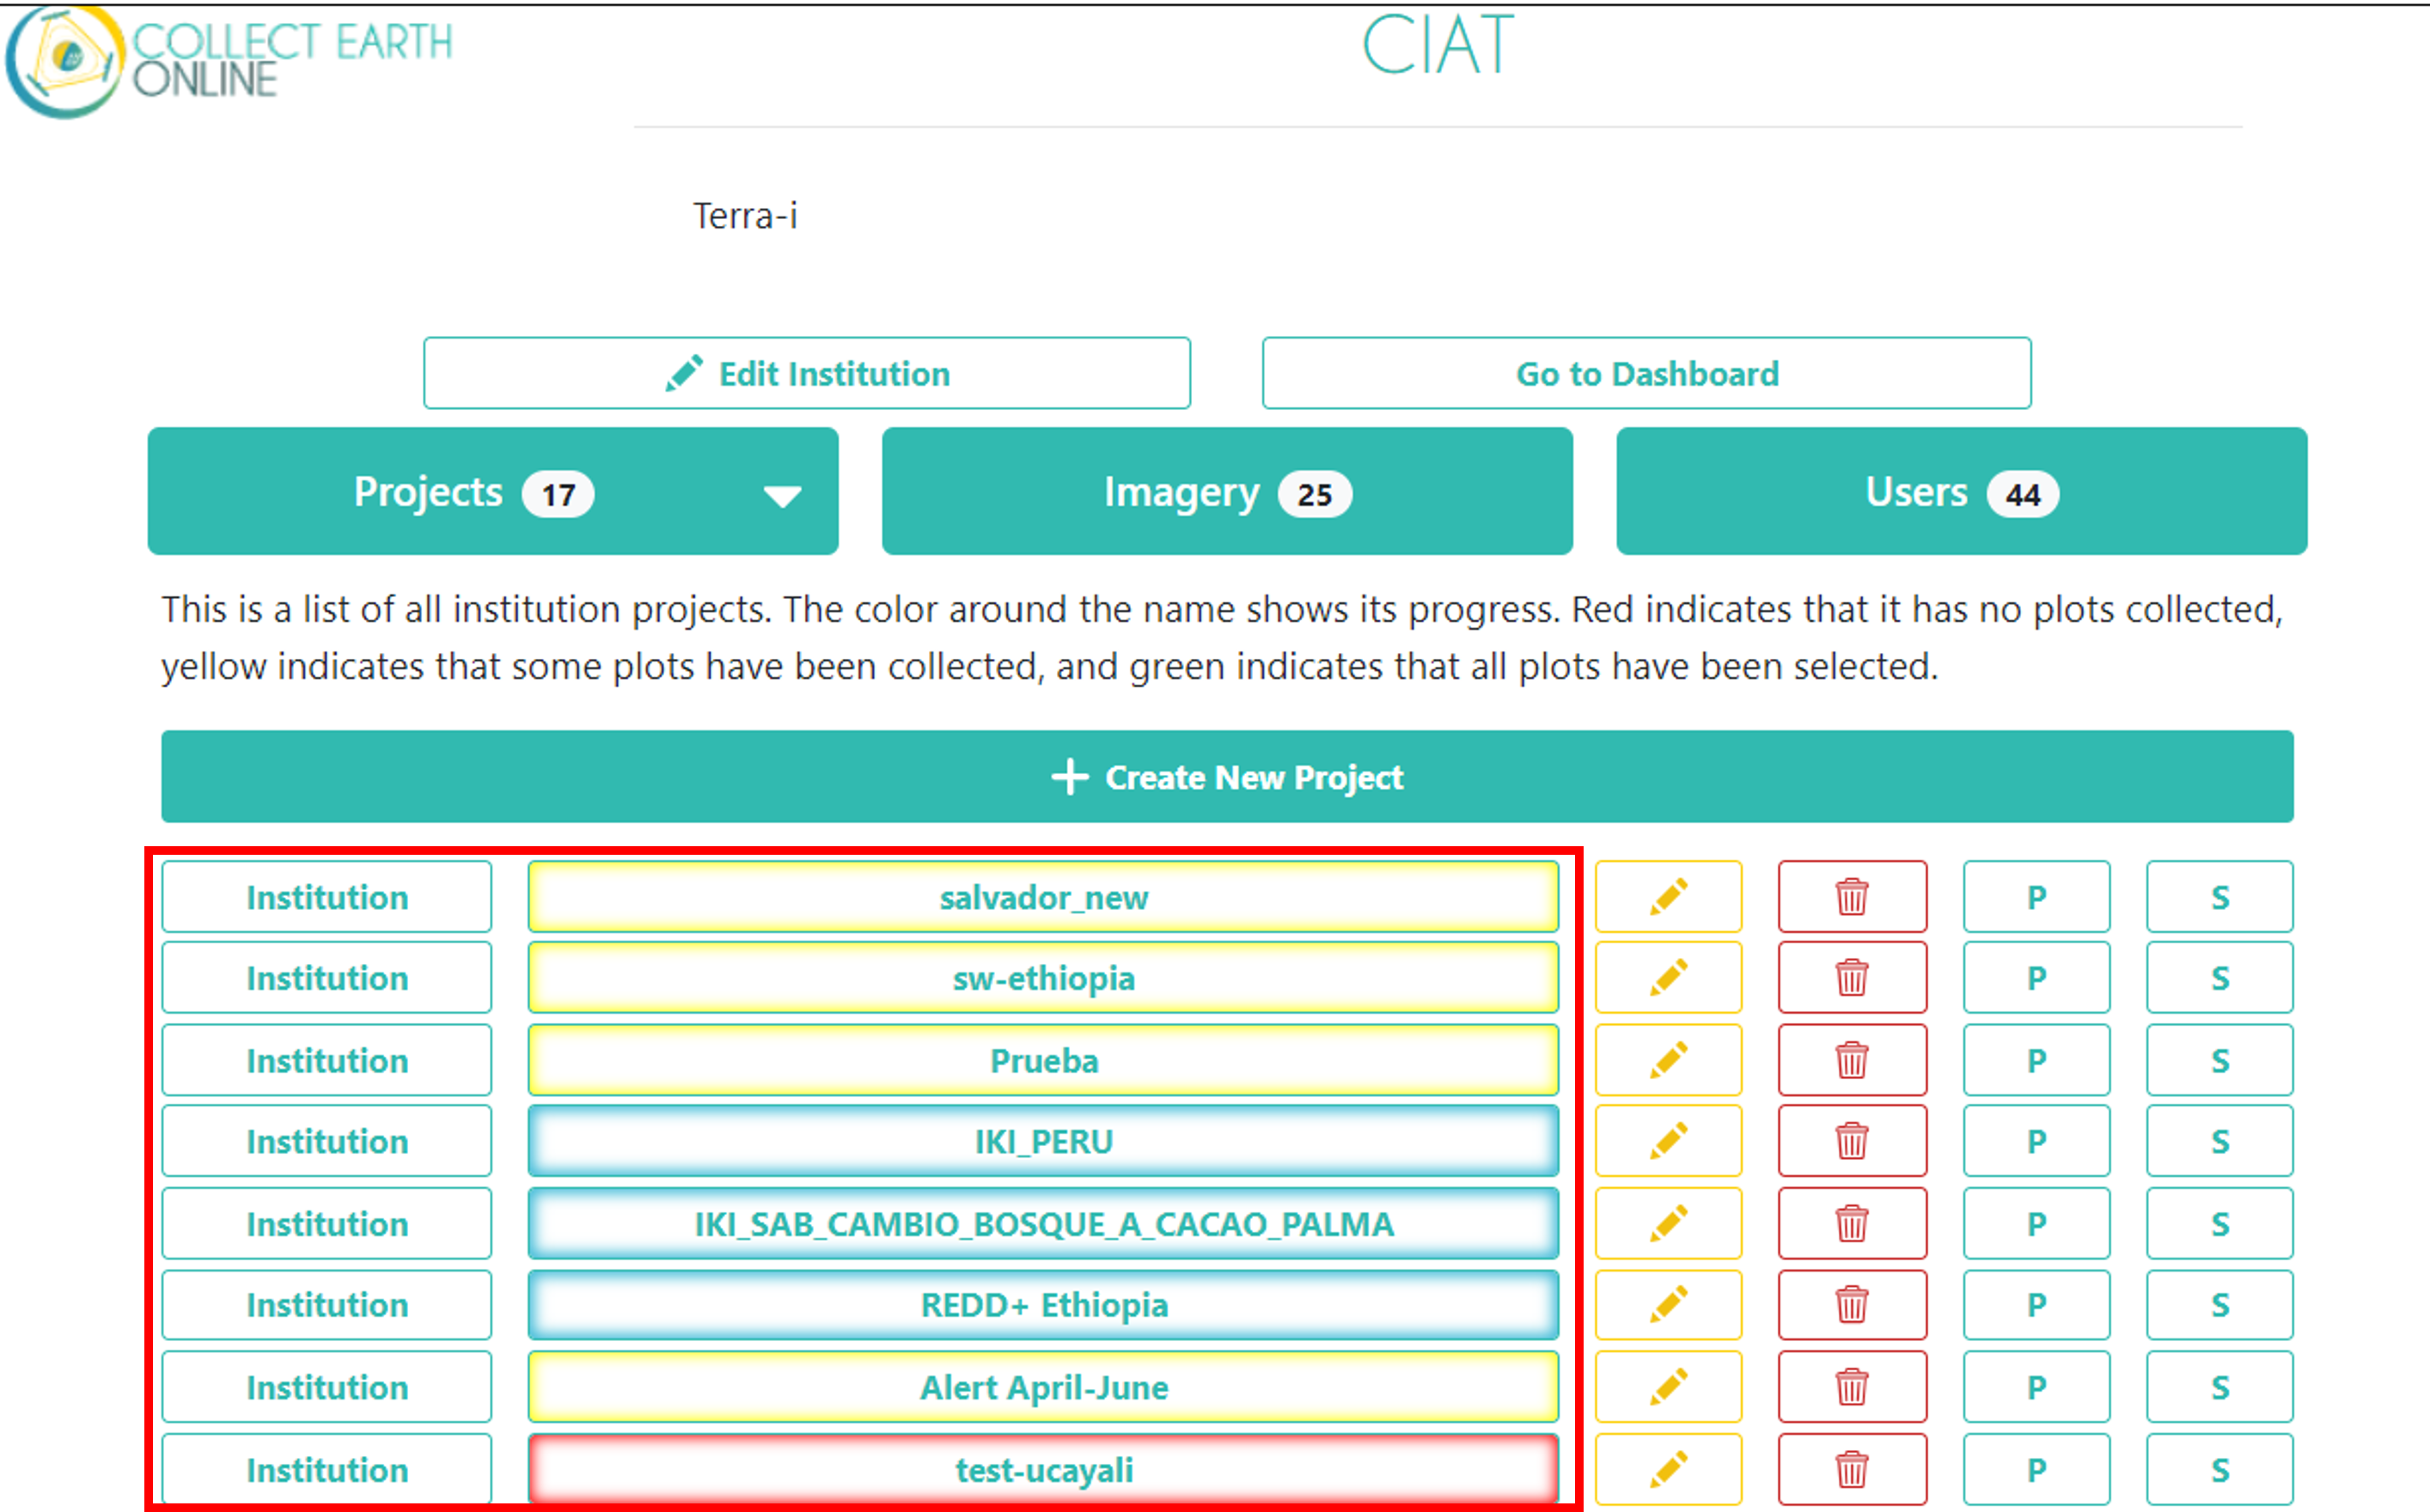 COLLECT EARTH
ONLINE
CIAT
Terra-i
Edit Institution
Go to Dashboard
Projects 17
Imagery 25
Users 44
This is a list of all institution projects. The color around the name shows its progress. Red indicates that it has no plots collected,
yellow indicates that some plots have been collected, and green indicates that all plots have been selected.
Create New Project
Institution salvador_new P S
Institution sw-ethiopia P S
Institution Prueba P S
Institution IKI_PERU P S
Institution IKI_SAB_CAMBIO_BOSQUE_A_CACAO_PALMA P S
Institution REDD+ Ethiopia P S
Institution Alert April-June P S
Institution test-ucayali P S